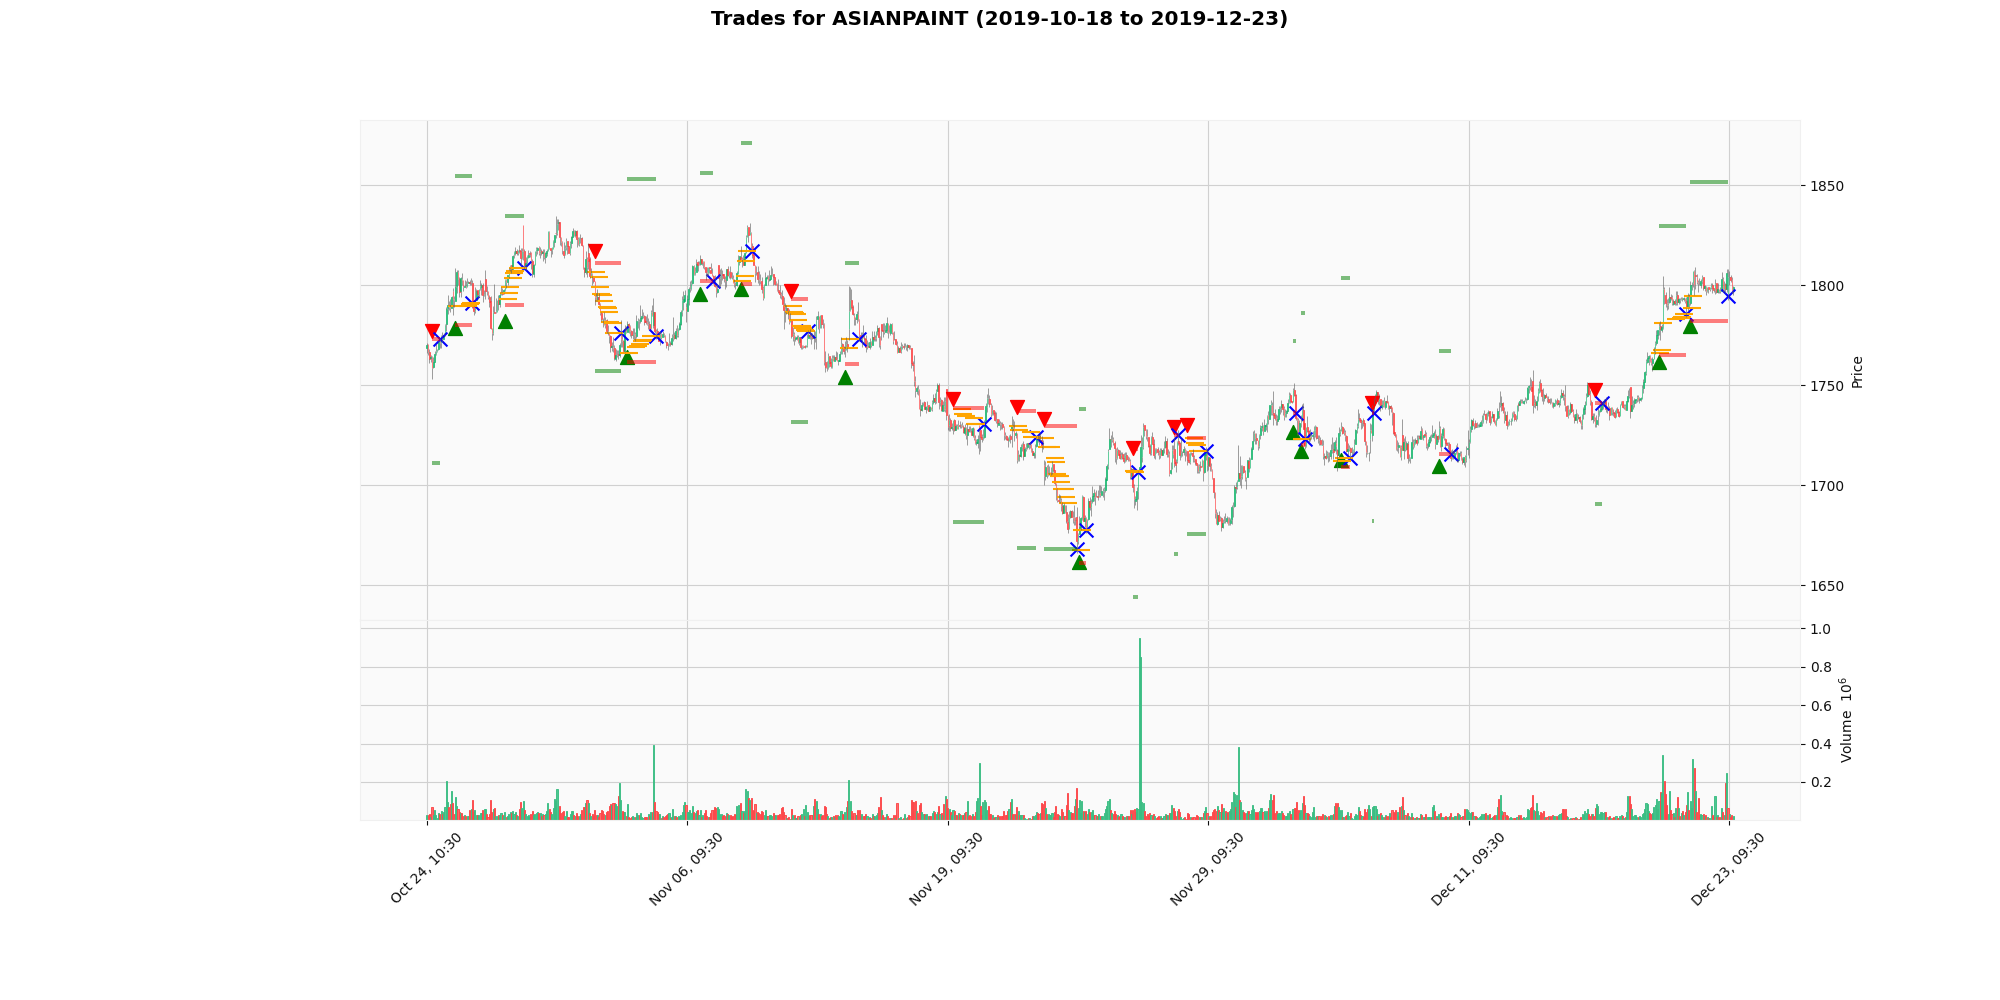 Trades for ASIANPAINT (2019-10-18 to 2019-12-23)
1850
1800
1750
1700
1650
Price
1.0
0.8
0.6
0.4
0.2
Volume 10^6
Oct 24, 10:30
Nov 06, 09:30
Nov 19, 09:30
Nov 29, 09:30
Dec 11, 09:30
Dec 23, 09:30